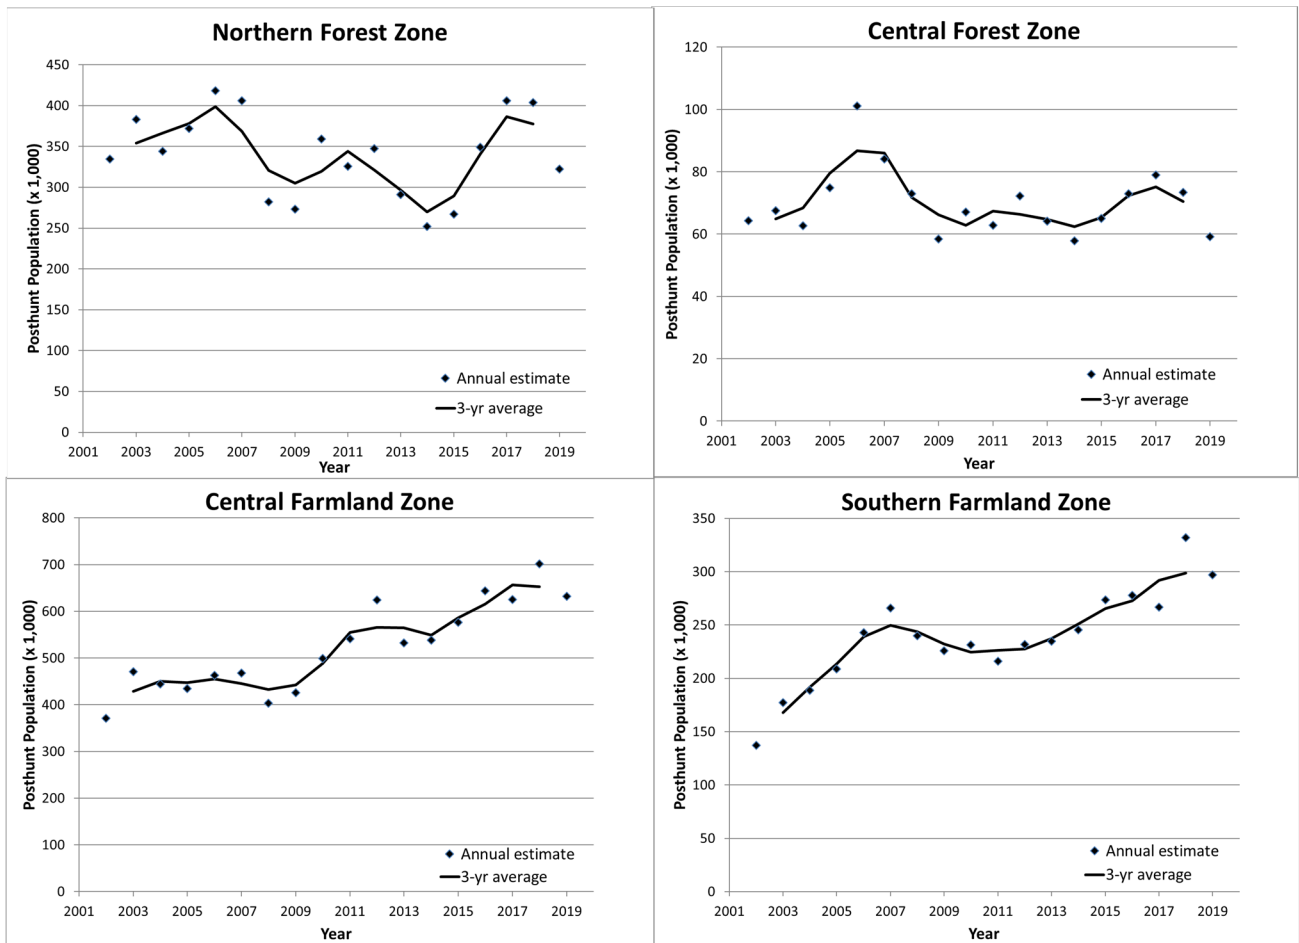 Northern Forest Zone
450
400
350
300
250
200
150
100
50
0
Posthunt Population (x 1,000)
Annual estimate
3-yr average
2001 2003 2005 2007 2009 2011 2013 2015 2017 2019
Year
Central Forest Zone
120
100
80
60
40
20
0
Posthunt Population (x 1,000)
Annual estimate
3-yr average
2001 2003 2005 2007 2009 2011 2013 2015 2017 2019
Year
Central Farmland Zone
800
700
600
500
400
300
200
100
0
Posthunt Population (x 1,000)
Annual estimate
3-yr average
2001 2003 2005 2007 2009 2011 2013 2015 2017 2019
Year
Southern Farmland Zone
350
300
250
200
150
100
50
0
Posthunt Population (x 1,000)
Annual estimate
3-yr average
2001 2003 2005 2007 2009 2011 2013 2015 2017 2019
Year